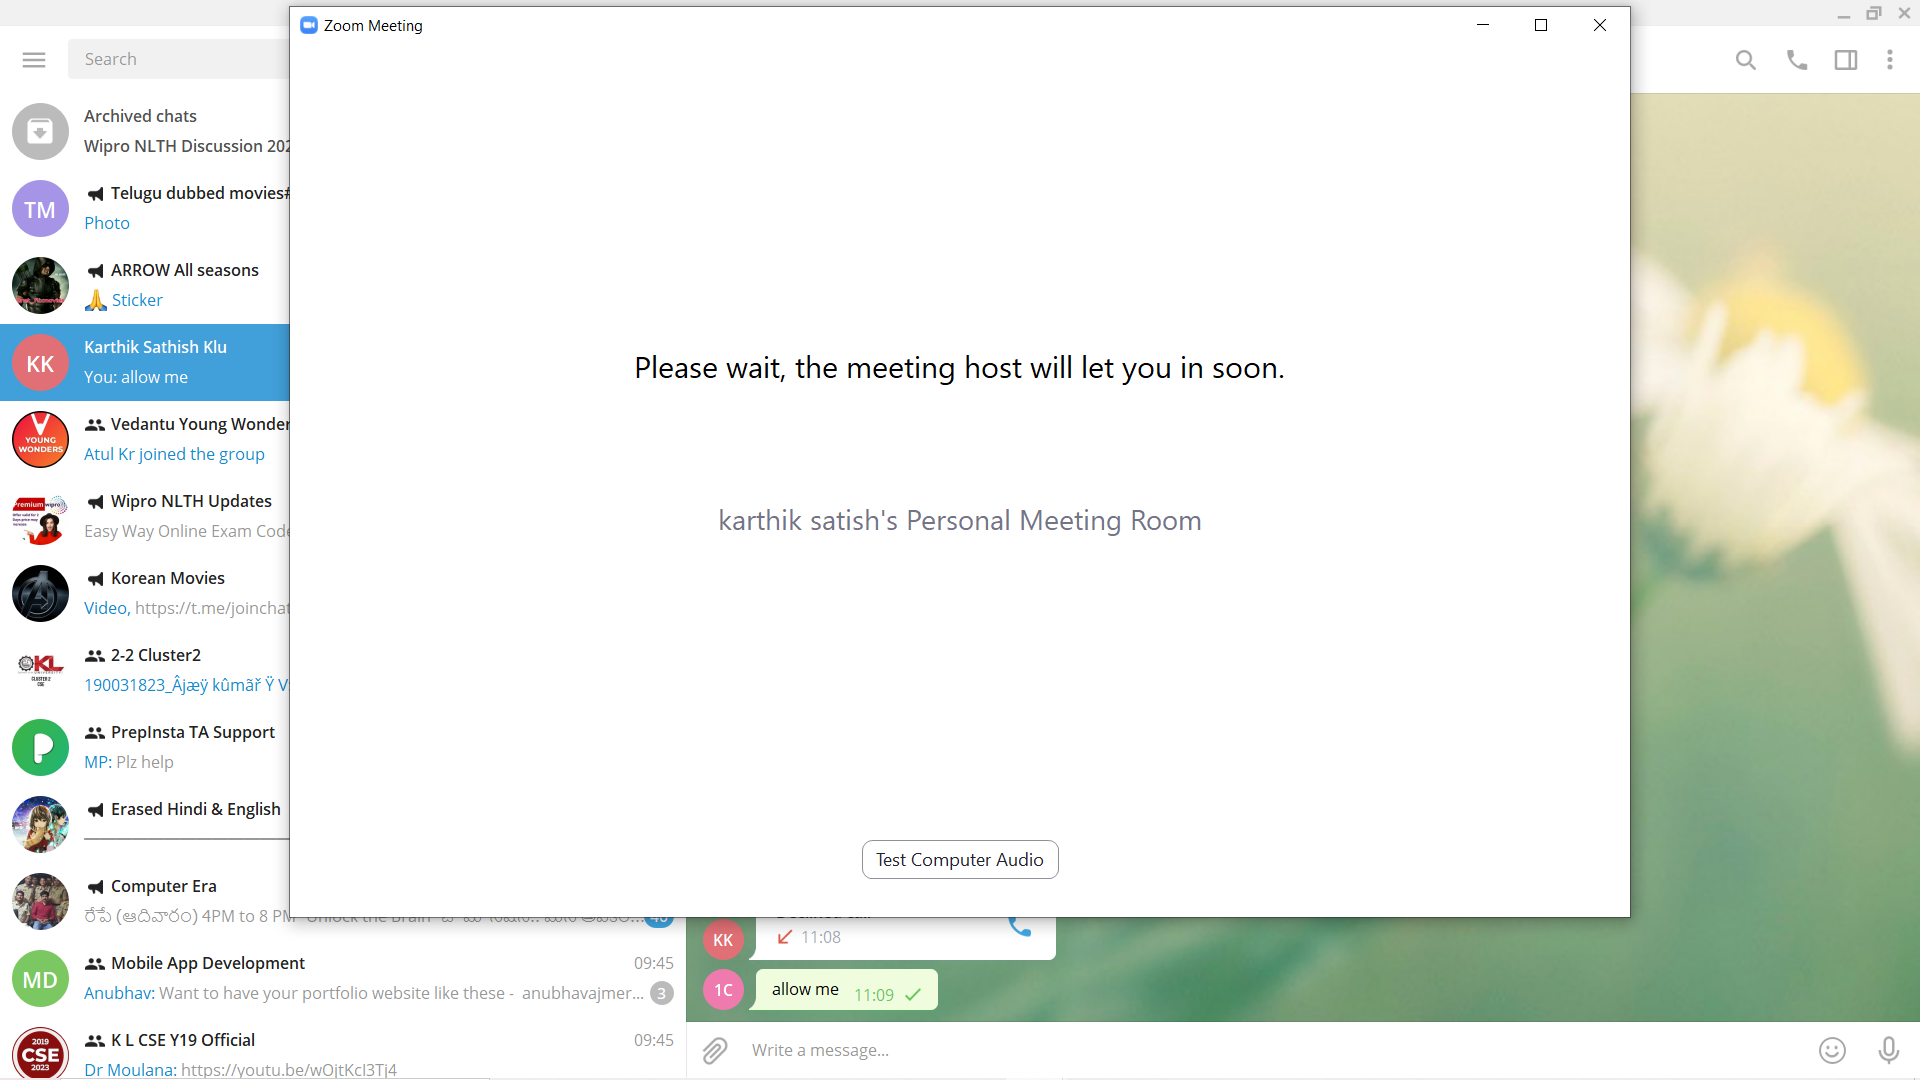 Zoom Meeting
Search
Archived chats
Wipro NLTH Discussion 202
TM
Telugu dubbed movies#
Photo
ARROW All seasons
🙏 Sticker
KK
Karthik Sathish Klu
You: allow me
YOUNG
WONDERS
Vedantu Young Wonder
Atul Kr joined the group
Premium wipro
Wipro NLTH Updates
Easy Way Online Exam Code
Korean Movies
Video, https://t.me/joinchat
KL
CLUSTER 2
CSE
2-2 Cluster2
190031823_Âjæÿ kûmãř Ÿ V
P
PrepInsta TA Support
MP: Plz help
Erased Hindi & English
Computer Era
రేపే (ఆదివారం) 4PM to 8 PM
MD
Mobile App Development
09:45
Anubhav: Want to have your portfolio website like these - anubhavajmer...
3
2019
CSE
2023
K L CSE Y19 Official
09:45
Dr Moulana: https://youtu.be/wOjtKcl3Tj4
Please wait, the meeting host will let you in soon.
karthik satish's Personal Meeting Room
Test Computer Audio
KK
11:08
1C
allow me
11:09
Write a message...